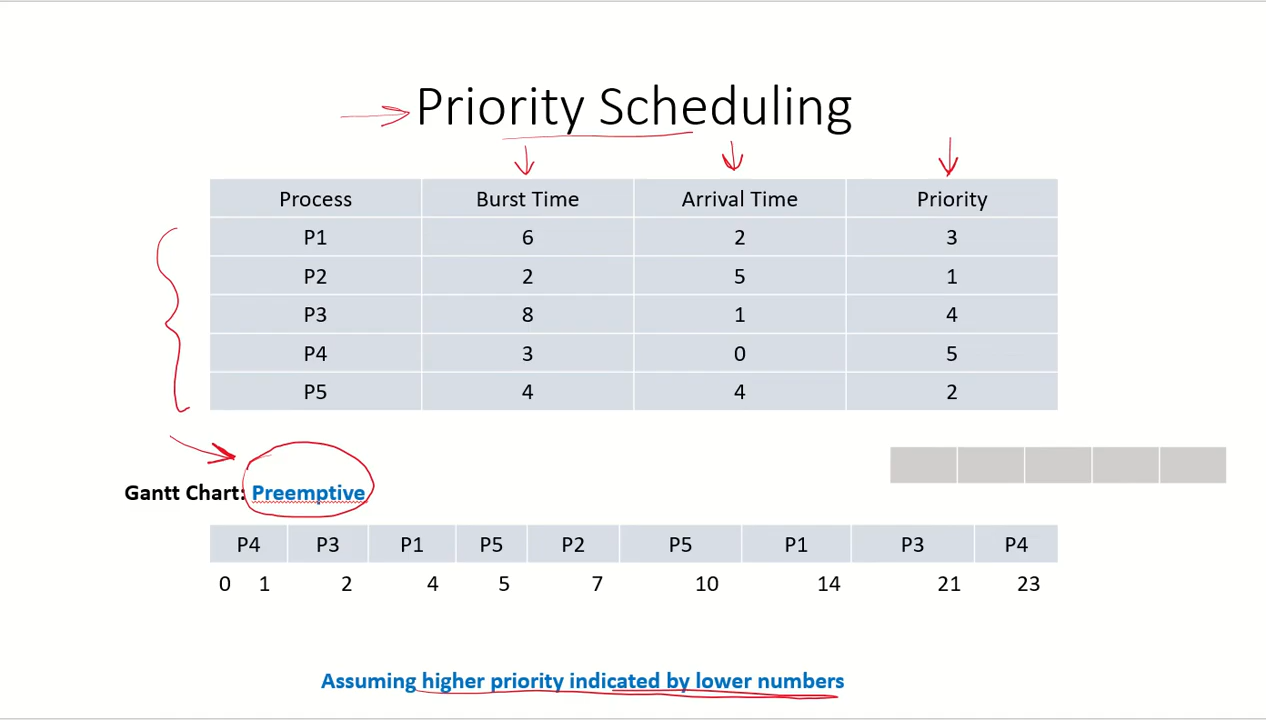 Priority Scheduling
Process Burst Time Arrival Time Priority
P1 6 2 3
P2 2 5 1
P3 8 1 4
P4 3 0 5
P5 4 4 2
Gantt Chart: Preemptive
P4 P3 P1 P5 P2 P5 P1 P3 P4
0 1 2 4 5 7 10 14 21 23
Assuming higher priority indicated by lower numbers